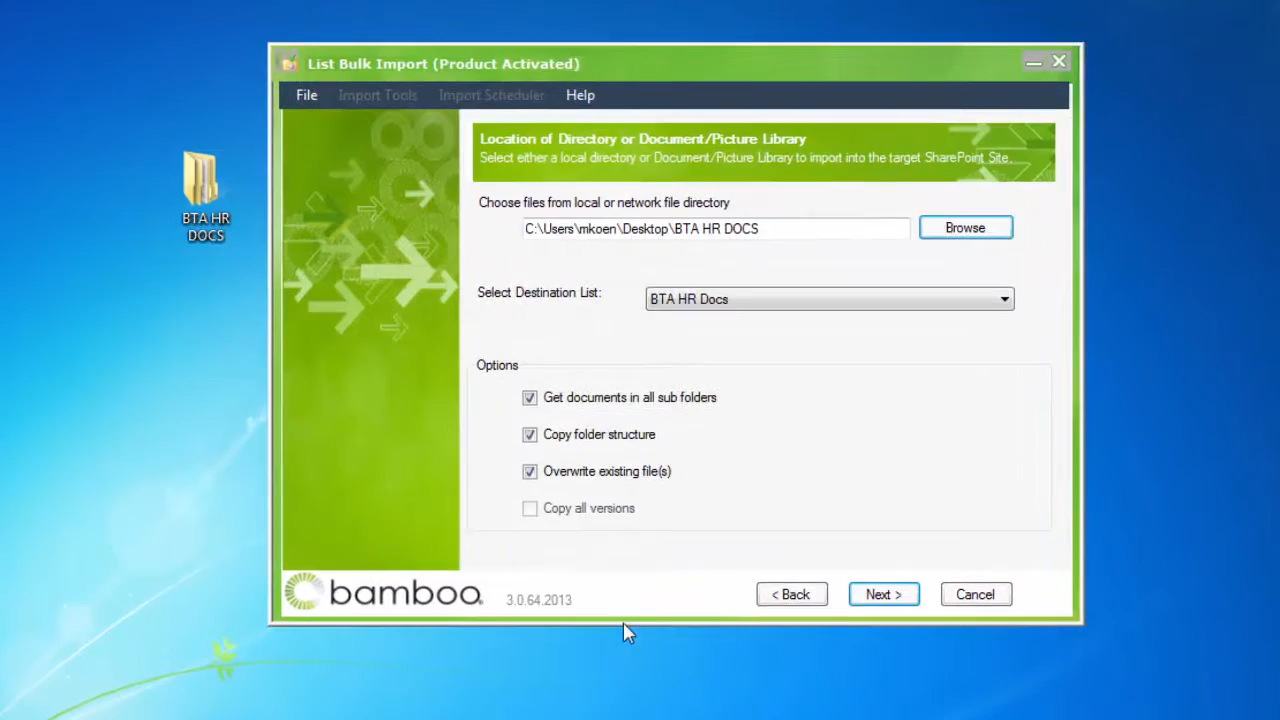 List Bulk Import (Product Activated)
File Import Tools Import Scheduler Help
Location of Directory or Document/Picture Library
Select either a local directory or Document/Picture Library to import into the target SharePoint Site.
BTA HR
DOCS
Choose files from local or network file directory
C:\Users\mkoen\Desktop\BTA HR DOCS
Browse
Select Destination List:
BTA HR Docs
Options
Get documents in all sub folders
Copy folder structure
Overwrite existing file(s)
Copy all versions
bamboo.
3.0.64.2013
< Back
Next >
Cancel